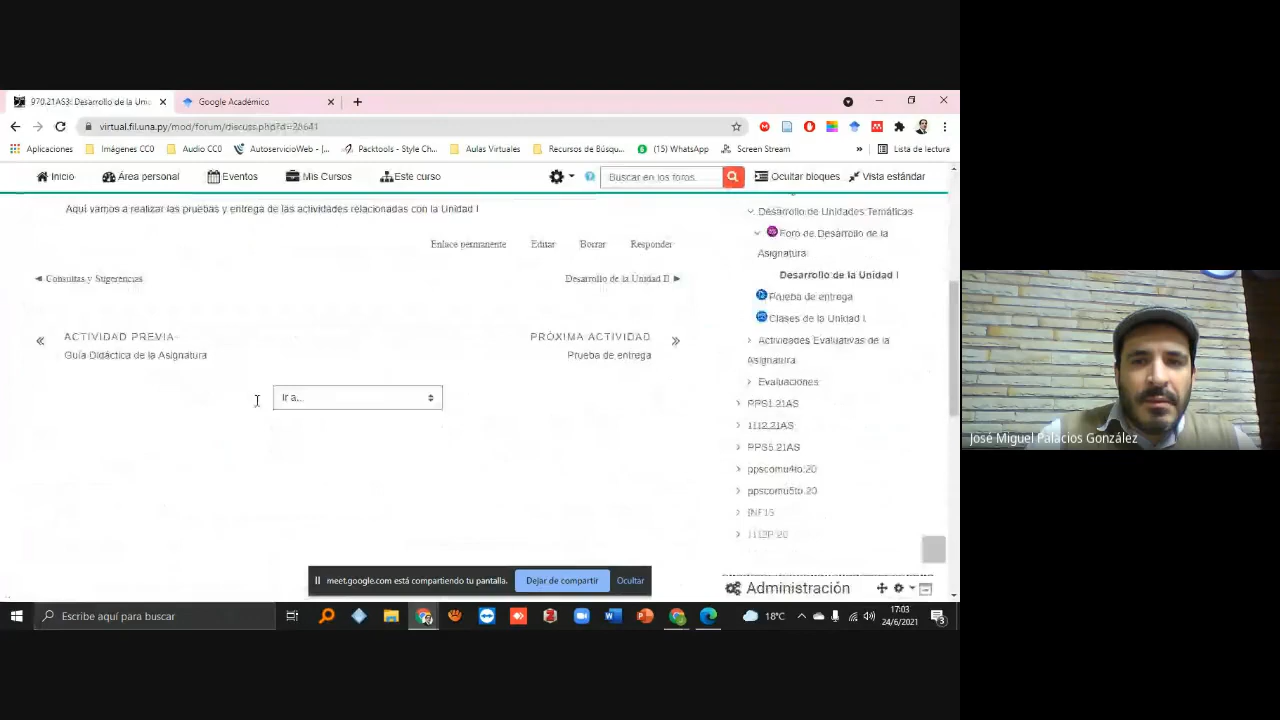 970.21AS3: Desarrollo de la Uni
Google Académico
virtual.fil.una.py/mod/forum/discuss.php?d=26641
Aplicaciones
Imágenes CC0
Audio CC0
AutoservicioWeb - |...
Packtools - Style Ch...
Aulas Virtuales
Recursos de Búsqu...
(15) WhatsApp
Screen Stream
»
Lista de lectura
Inicio
Área personal
Eventos
Mis Cursos
Este curso
Buscar en los foros.
Ocultar bloques
Vista estándar
Aquí vamos a realizar las pruebas y entrega de las actividades relacionadas con la Unidad I
Enlace permanente
Editar
Borrar
Responder
◄ Consultas y Sugerencias
Desarrollo de la Unidad II ►
ACTIVIDAD PREVIA
Guía Didáctica de la Asignatura
PRÓXIMA ACTIVIDAD
Prueba de entrega
Ir a...
Desarrollo de Unidades Temáticas
Foro de Desarrollo de la
Asignatura
Desarrollo de la Unidad I
Prueba de entrega
Clases de la Unidad I.
Actividades Evaluativas de la
Asignatura
Evaluaciones
PPS1.21AS
1112.21AS
PPS5.21AS
ppscomu4to.20
ppscomu5to.20
INF15
1112P.20
Administración
meet.google.com está compartiendo tu pantalla.
Dejar de compartir
Ocultar
Escribe aquí para buscar
18°C
17:03
24/6/2021
3
José Miguel Palacios González